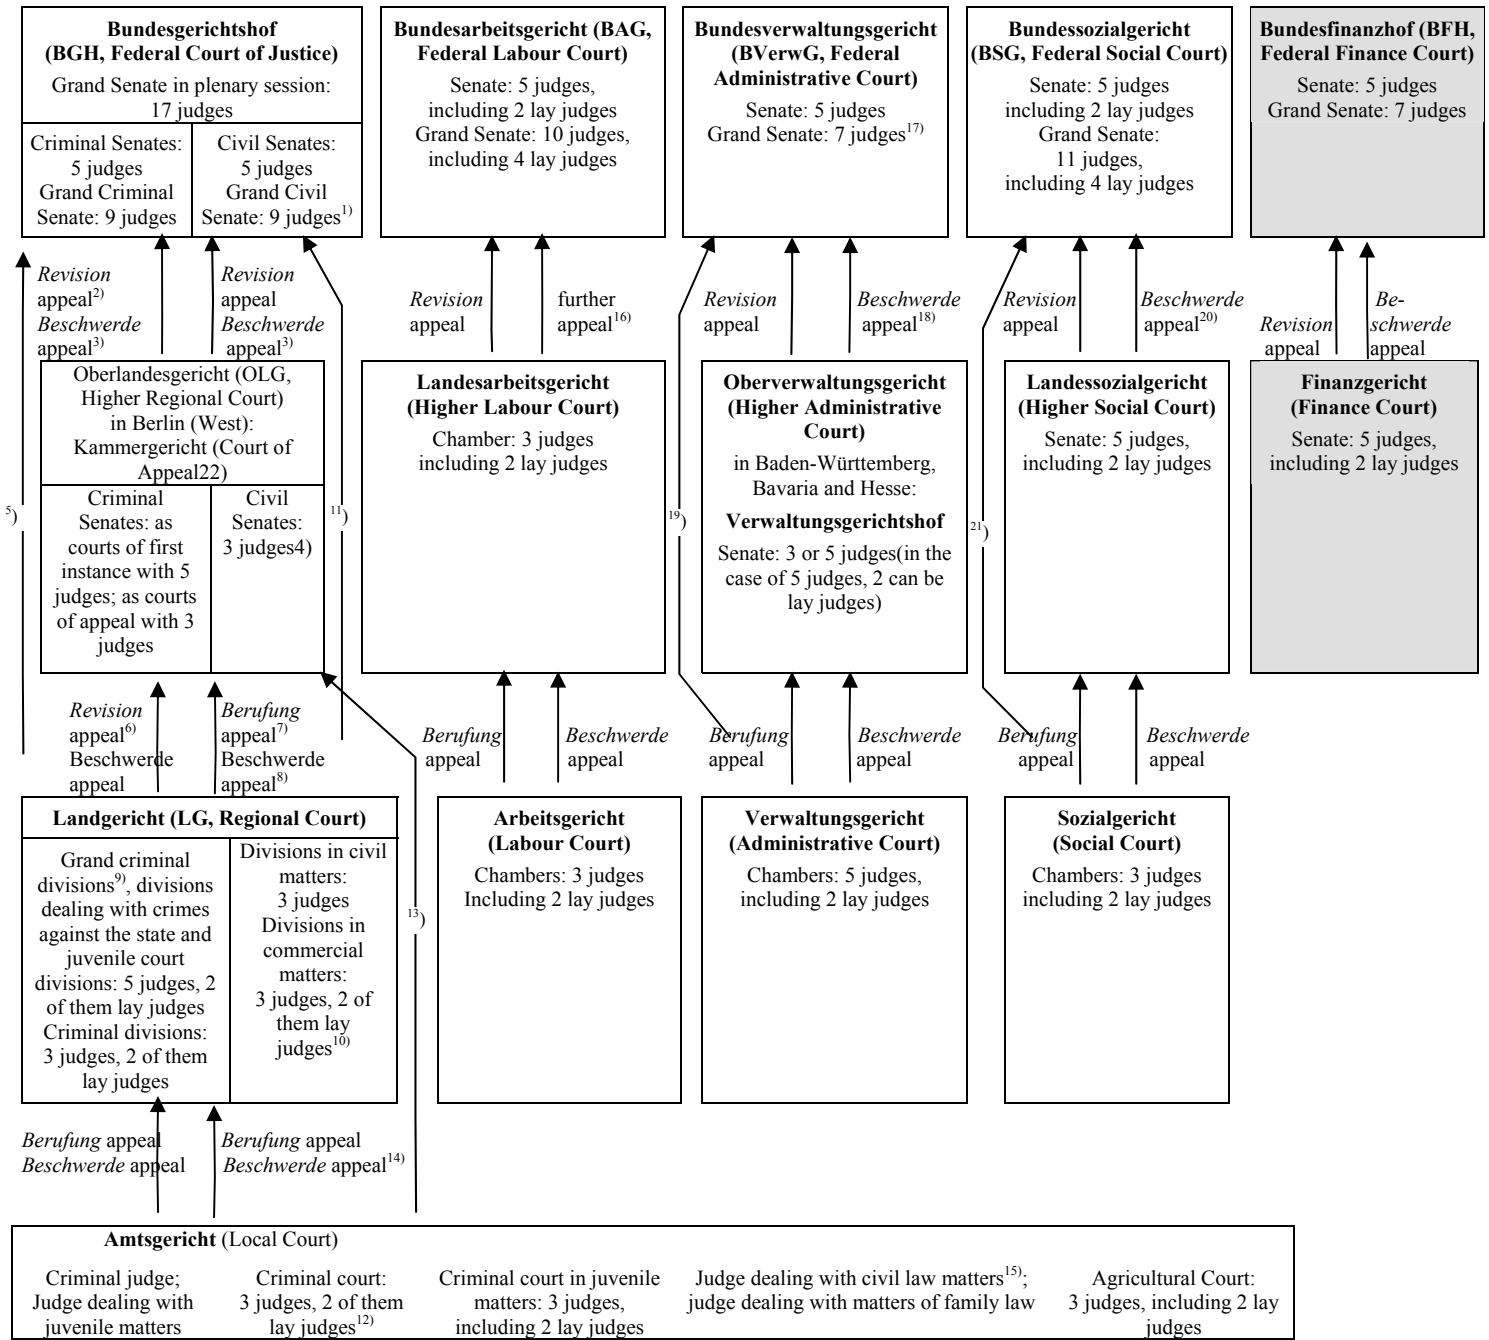 Bundesgerichtshof
(BGH, Federal Court of Justice)
Grand Senate in plenary session:
17 judges
Criminal Senates:
5 judges
Grand Criminal
Senate: 9 judges
Civil Senates:
5 judges
Grand Civil
Senate: 9 judges1)
Bundesarbeitsgericht (BAG,
Federal Labour Court)
Senate: 5 judges,
including 2 lay judges
Grand Senate: 10 judges,
including 4 lay judges
Bundesverwaltungsgericht
(BVerwG, Federal
Administrative Court)
Senate: 5 judges
Grand Senate: 7 judges17)
Bundessozialgericht
(BSG, Federal Social Court)
Senate: 5 judges
including 2 lay judges
Grand Senate:
11 judges,
including 4 lay judges
Bundesfinanzhof (BFH,
Federal Finance Court)
Senate: 5 judges
Grand Senate: 7 judges
Revision
appeal2)
Beschwerde
appeal3)
Revision
appeal
Beschwerde
appeal3)
Revision
appeal
further
appeal16)
Revision
appeal
Beschwerde
appeal18)
Revision
appeal
Beschwerde
appeal20)
Revision
appeal
Be-
schwerde
appeal
Oberlandesgericht (OLG,
Higher Regional Court)
in Berlin (West):
Kammergericht (Court of
Appeal22)
Criminal
Senates: as
courts of first
instance with 5
judges; as courts
of appeal with 3
judges
Civil
Senates:
3 judges4)
Landesarbeitsgericht
(Higher Labour Court)
Chamber: 3 judges
including 2 lay judges
Oberverwaltungsgericht
(Higher Administrative
Court)
in Baden-Württemberg,
Bavaria and Hesse:
Verwaltungsgerichtshof
Senate: 3 or 5 judges(in the
case of 5 judges, 2 can be
lay judges)
Landessozialgericht
(Higher Social Court)
Senate: 5 judges,
including 2 lay judges
Finanzgericht
(Finance Court)
Senate: 5 judges,
including 2 lay judges
5)
11)
19)
21)
Revision
appeal6)
Beschwerde
appeal
Berufung
appeal7)
Beschwerde
appeal8)
Berufung
appeal
Beschwerde
appeal
Berufung
appeal
Beschwerde
appeal
Berufung
appeal
Beschwerde
appeal
Landgericht (LG, Regional Court)
Grand criminal
divisions9), divisions
dealing with crimes
against the state and
juvenile court
divisions: 5 judges, 2
of them lay judges
Criminal divisions:
3 judges, 2 of them
lay judges
Divisions in civil
matters:
3 judges
Divisions in
commercial
matters:
3 judges, 2 of
them lay
judges10)
13)
Arbeitsgericht
(Labour Court)
Chambers: 3 judges
Including 2 lay judges
Verwaltungsgericht
(Administrative Court)
Chambers: 5 judges,
including 2 lay judges
Sozialgericht
(Social Court)
Chambers: 3 judges
including 2 lay judges
Berufung appeal
Beschwerde appeal
Berufung appeal
Beschwerde appeal14)
Amtsgericht (Local Court)
Criminal judge;
Judge dealing with
juvenile matters
Criminal court:
3 judges, 2 of them
lay judges12)
Criminal court in juvenile
matters: 3 judges,
including 2 lay judges
Judge dealing with civil law matters15);
judge dealing with matters of family law
Agricultural Court:
3 judges, including 2 lay
judges